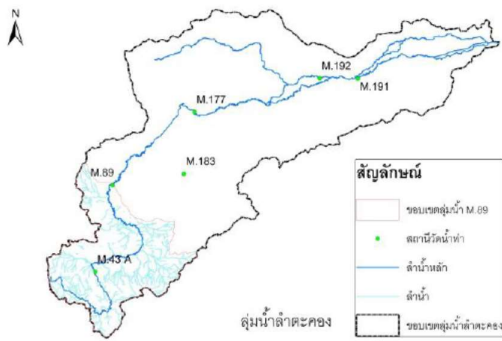 N
M.192
M.191
M.177
M.183
M.89
M.43 A
ลุ่มน้ำลำตะคอง
สัญลักษณ์
ขอบเขตลุ่มน้ำ M.89
สถานีวัดน้ำท่า
ลำน้ำหลัก
ลำน้ำ
ขอบเขตลุ่มน้ำลำตะคอง